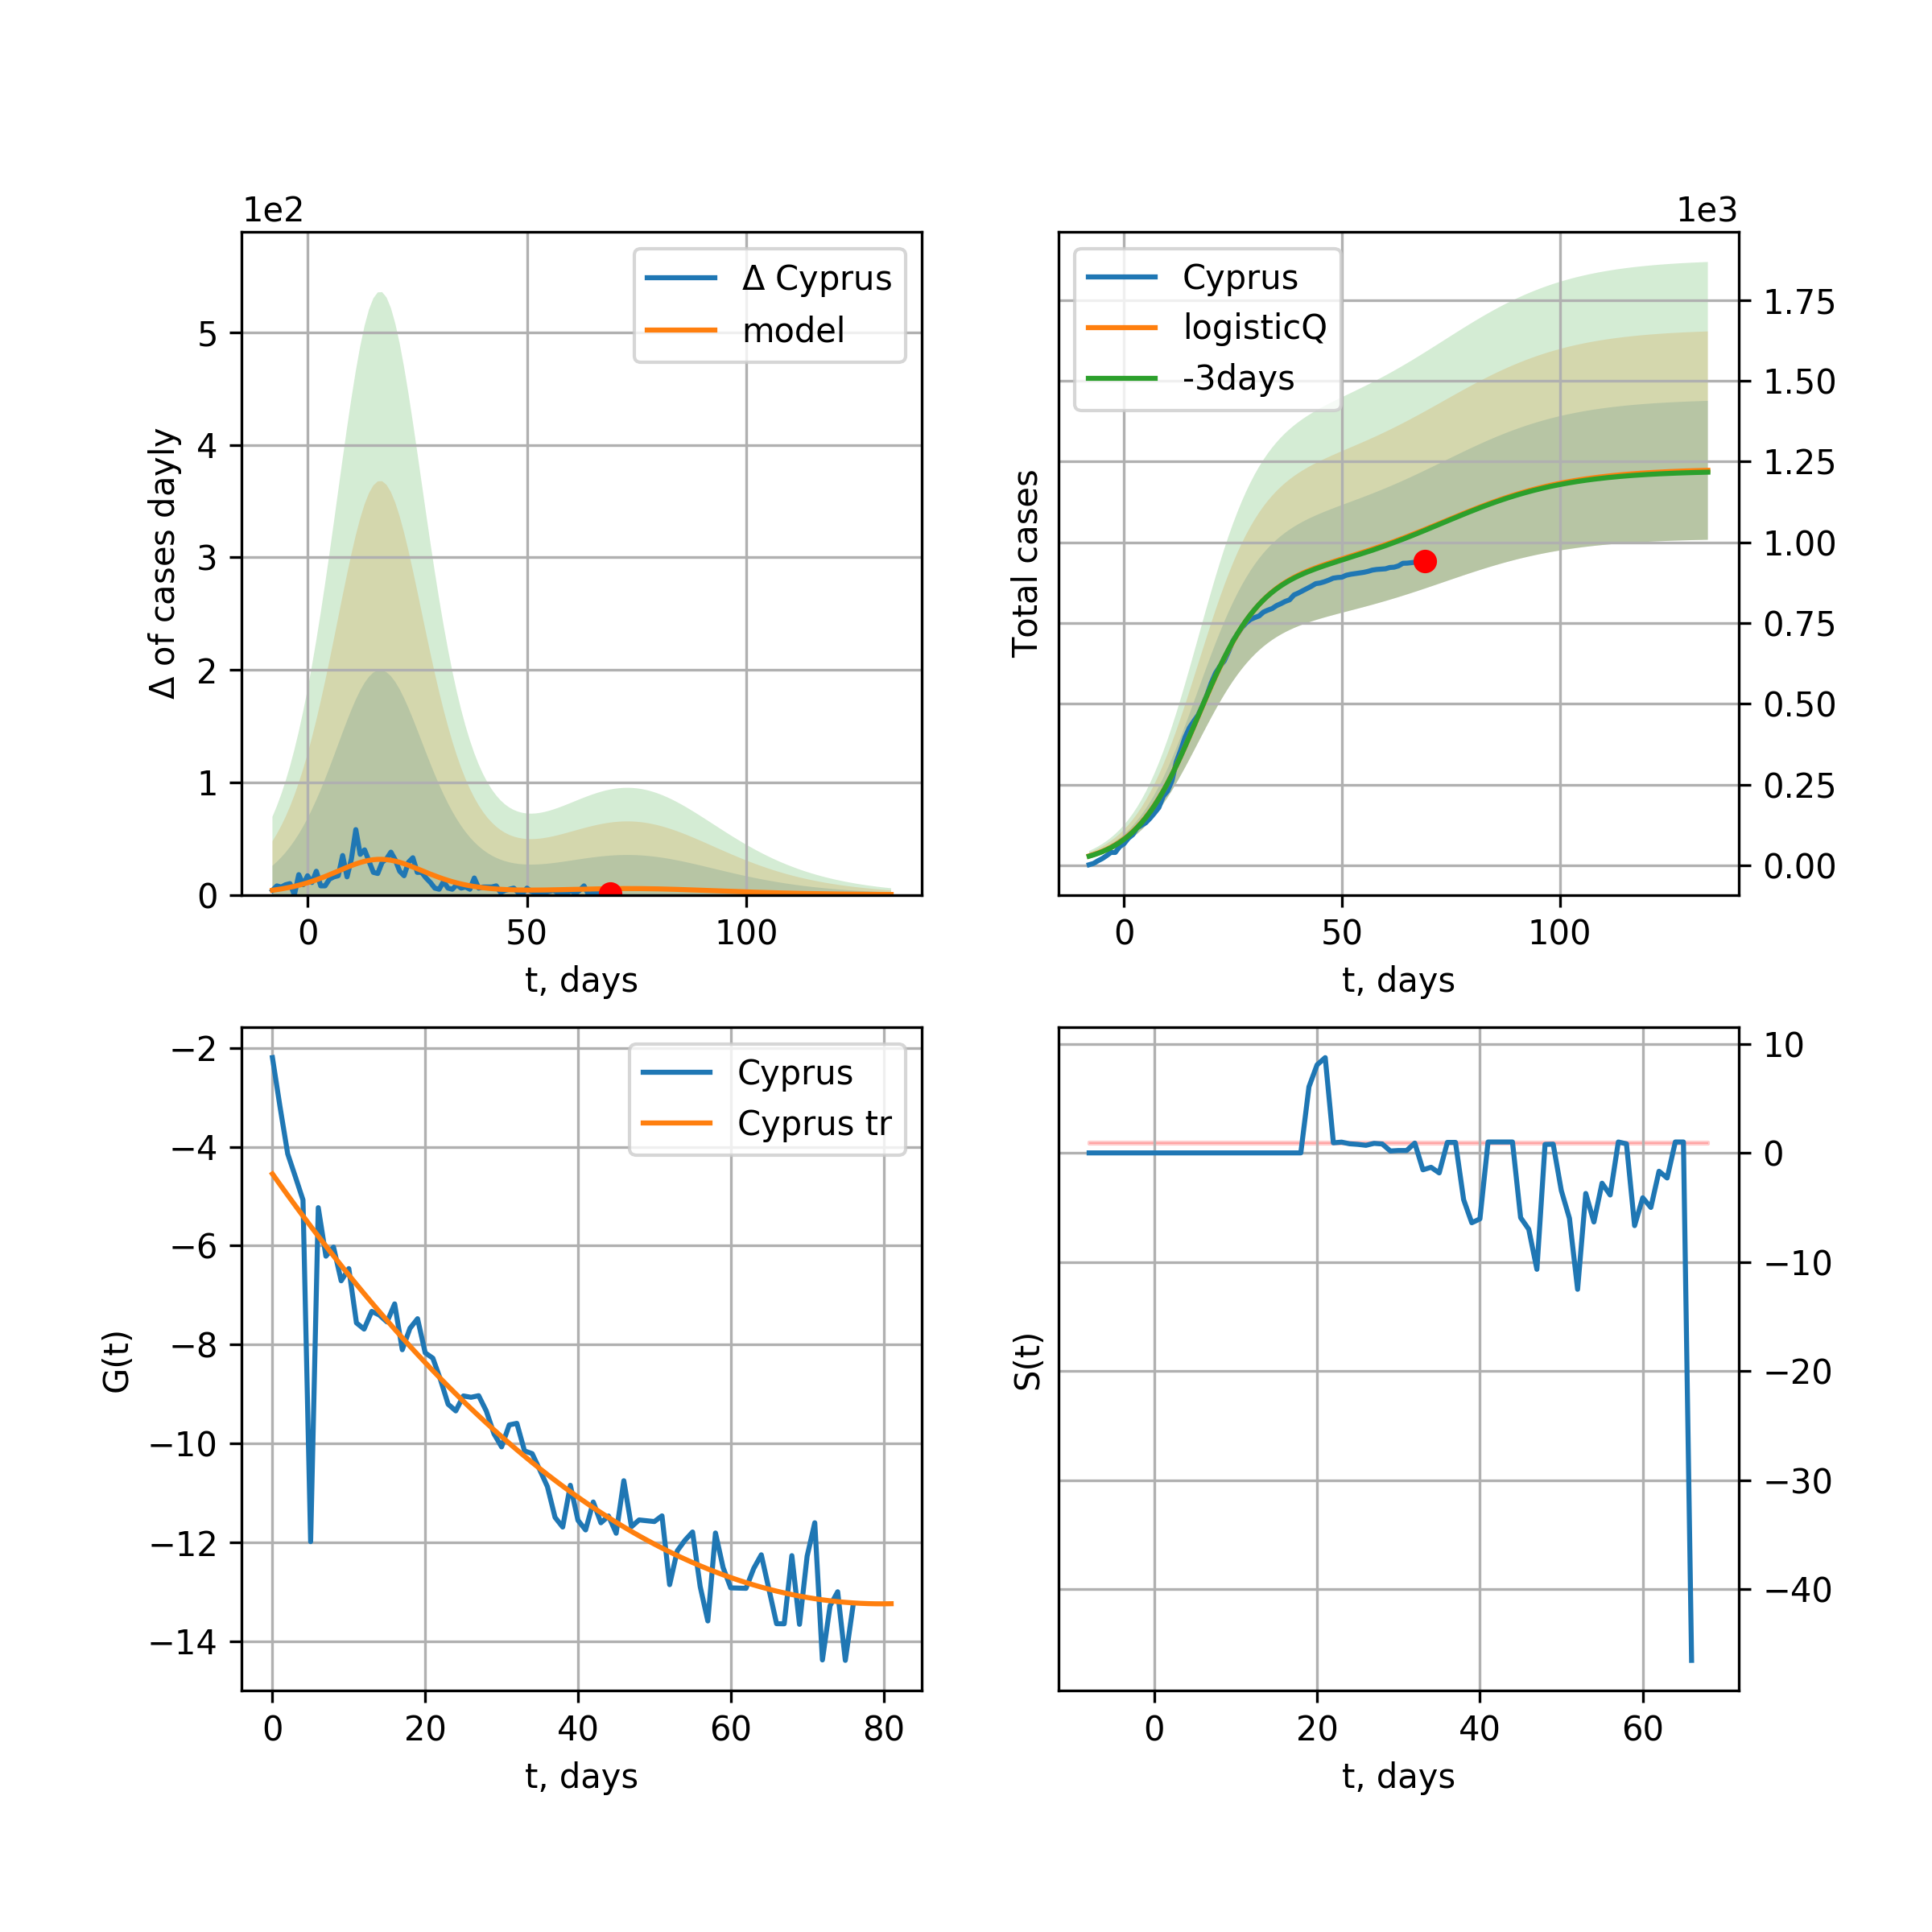 1e2
Δ Cyprus
model
5
4
3
2
1
0
Δ of cases dayly
0 50 100
t, days
1e3
Cyprus
logisticQ
-3days
1.75
1.50
1.25
1.00
0.75
0.50
0.25
0.00
Total cases
0 50 100
t, days
Cyprus
Cyprus tr
−2
−4
−6
−8
−10
−12
−14
G(t)
0 20 40 60 80
t, days
10
0
−10
−20
−30
−40
S(t)
0 20 40 60
t, days